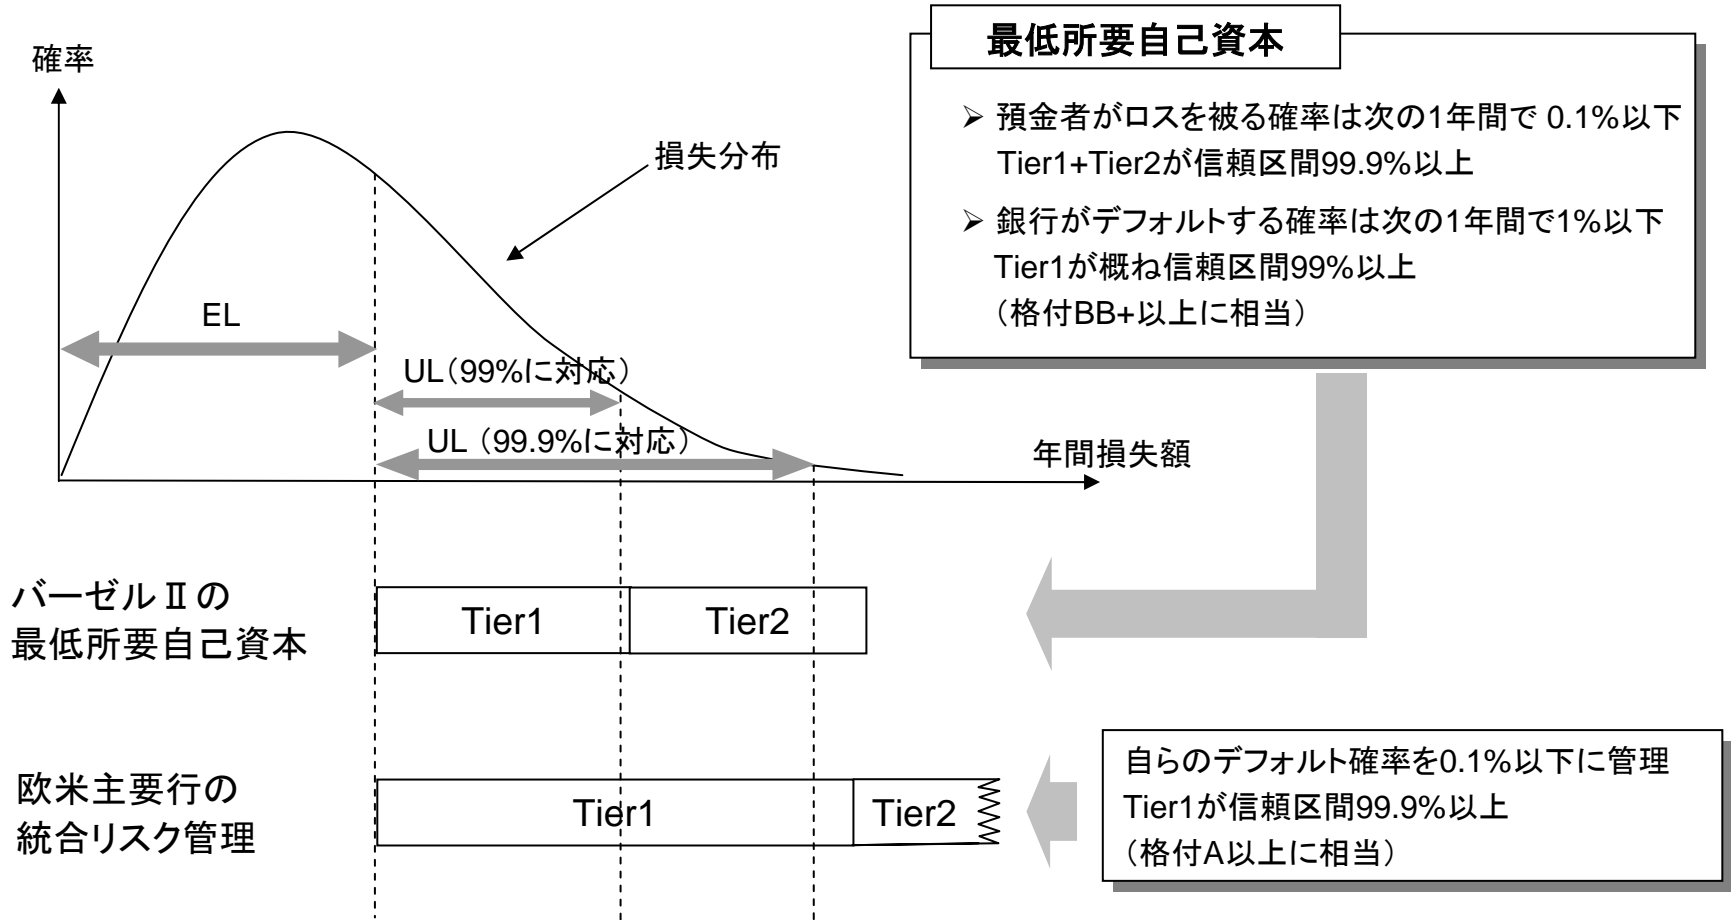 確率
最低所要自己資本
➢ 預金者がロスを被る確率は次の1年間で 0.1%以下
Tier1+Tier2が信頼区間99.9%以上
➢ 銀行がデフォルトする確率は次の1年間で1%以下
Tier1が概ね信頼区間99%以上
（格付BB+以上に相当）
損失分布
EL
UL（99%に対応）
UL （99.9%に対応）
年間損失額
バーゼルⅡの
最低所要自己資本
Tier1
Tier2
欧米主要行の
統合リスク管理
Tier1
Tier2
自らのデフォルト確率を0.1%以下に管理
Tier1が信頼区間99.9%以上
（格付A以上に相当）